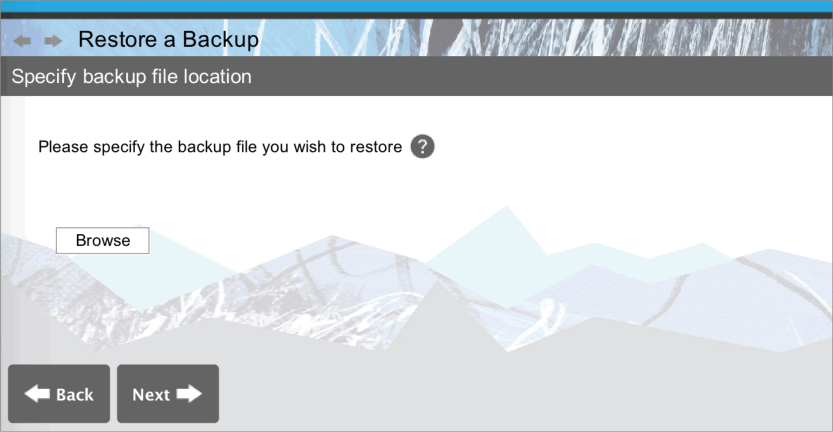 Restore a Backup
Specify backup file location
Please specify the backup file you wish to restore ?
Browse
Back Next